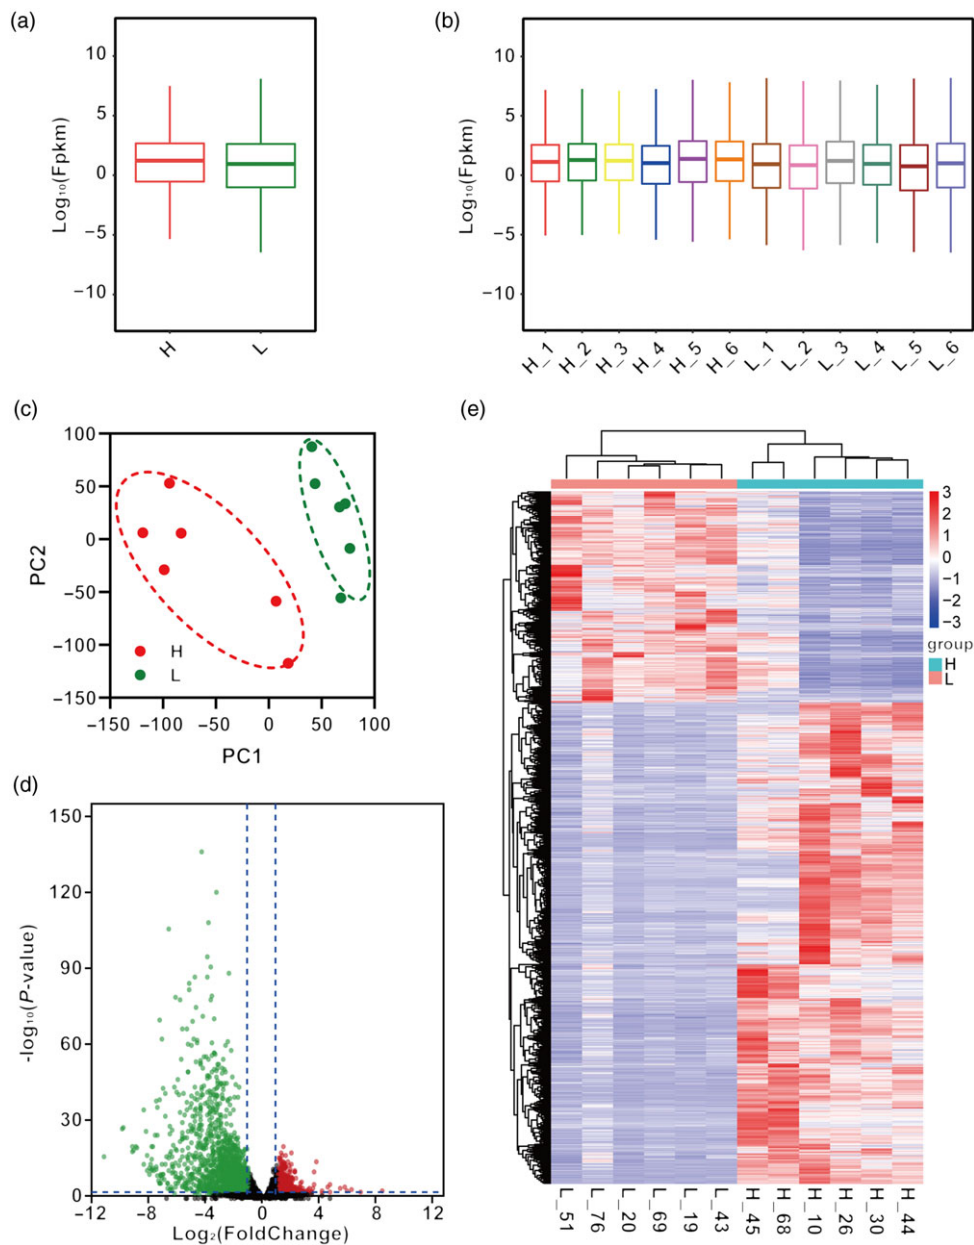 (a)
Log₁₀(Fpkm)
10
5
0
−5
−10
H
L
(b)
Log₁₀(Fpkm)
10
5
0
−5
−10
H_1
H_2
H_3
H_4
H_5
H_6
L_1
L_2
L_3
L_4
L_5
L_6
(c)
PC2
100
50
0
−50
−100
−150
H
L
−150
−100
−50
0
50
100
PC1
(d)
-log₁₀(P-value)
150
120
90
60
30
0
−12
−8
−4
0
4
8
12
Log₂(FoldChange)
(e)
3
2
1
0
−1
−2
−3
group
H
L
L_51
L_76
L_20
L_69
L_19
L_43
H_45
H_68
H_10
H_26
H_30
H_44